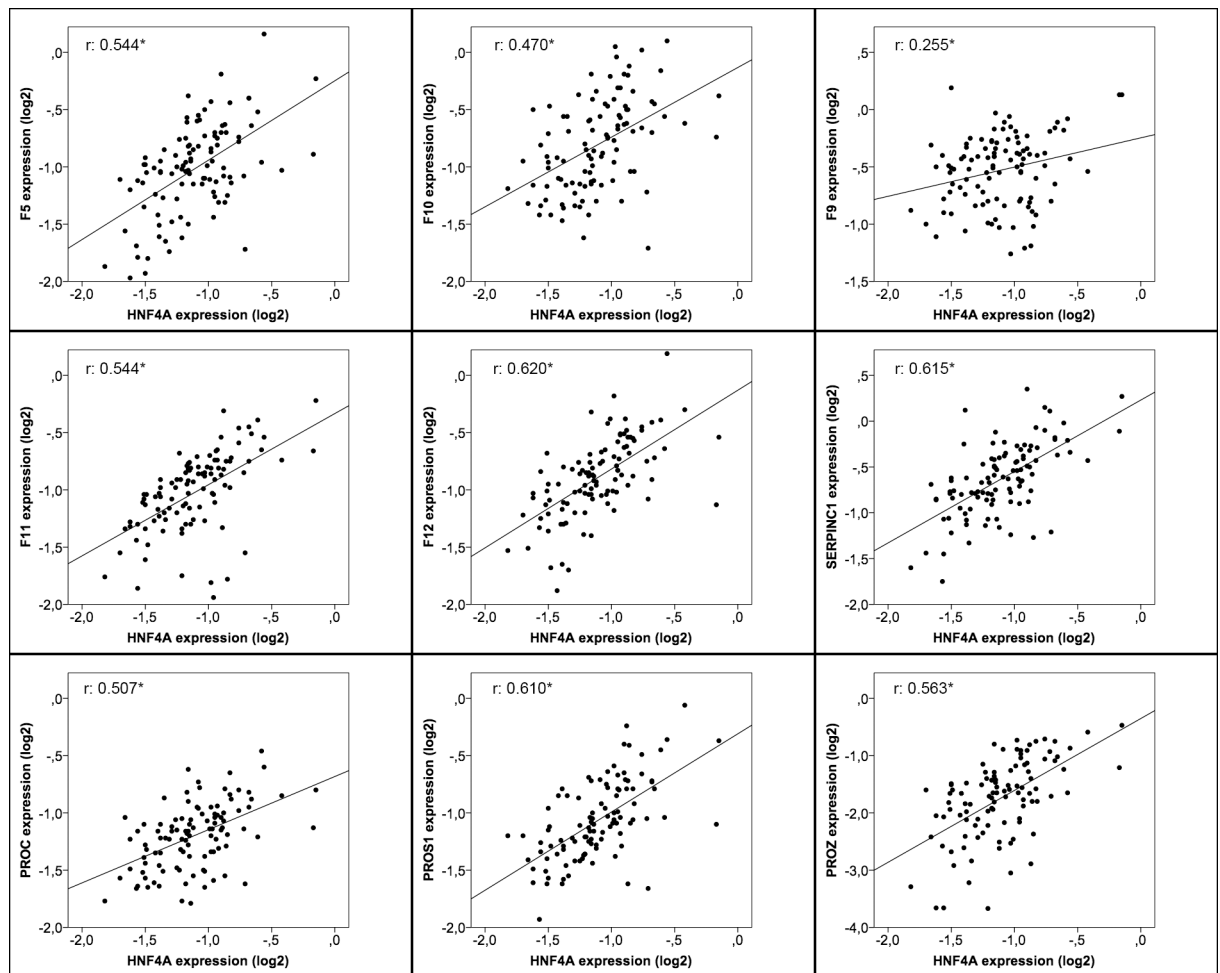 r: 0.544*
,0
-,5
-1,0
-1,5
-2,0
F5 expression (log2)
-2,0 -1,5 -1,0 -,5 ,0
HNF4A expression (log2)
r: 0.470*
,0
-,5
-1,0
-1,5
-2,0
F10 expression (log2)
-2,0 -1,5 -1,0 -,5 ,0
HNF4A expression (log2)
r: 0.255*
,5
,0
-,5
-1,0
-1,5
F9 expression (log2)
-2,0 -1,5 -1,0 -,5 ,0
HNF4A expression (log2)
r: 0.544*
,0
-,5
-1,0
-1,5
-2,0
F11 expression (log2)
-2,0 -1,5 -1,0 -,5 ,0
HNF4A expression (log2)
r: 0.620*
,0
-,5
-1,0
-1,5
-2,0
F12 expression (log2)
-2,0 -1,5 -1,0 -,5 ,0
HNF4A expression (log2)
r: 0.615*
,5
,0
-,5
-1,0
-1,5
-2,0
SERPINC1 expression (log2)
-2,0 -1,5 -1,0 -,5 ,0
HNF4A expression (log2)
r: 0.507*
,0
-,5
-1,0
-1,5
-2,0
PROC expression (log2)
-2,0 -1,5 -1,0 -,5 ,0
HNF4A expression (log2)
r: 0.610*
,0
-,5
-1,0
-1,5
-2,0
PROS1 expression (log2)
-2,0 -1,5 -1,0 -,5 ,0
HNF4A expression (log2)
r: 0.563*
,0
-1,0
-2,0
-3,0
-4,0
PROZ expression (log2)
-2,0 -1,5 -1,0 -,5 ,0
HNF4A expression (log2)